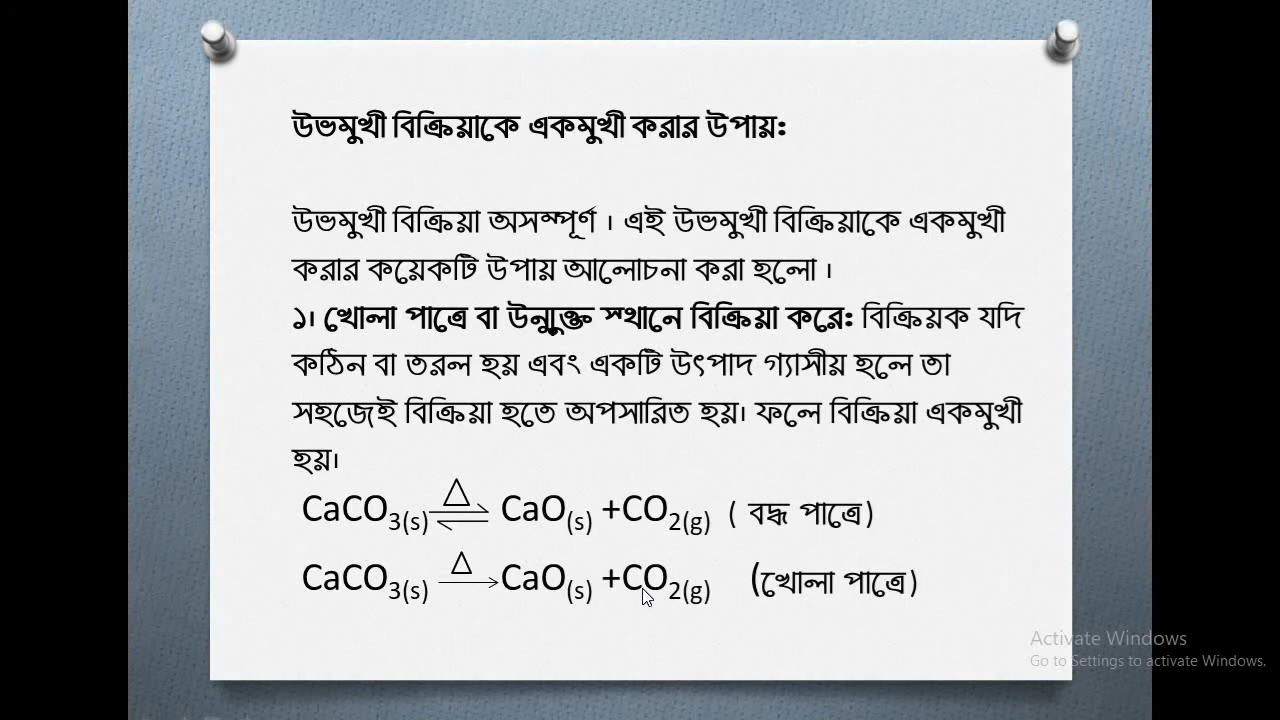 উভমুখী বিক্রিয়াকে একমুখী করার উপায়:
উভমুখী বিক্রিয়া অসম্পূর্ণ । এই উভমুখী বিক্রিয়াকে একমুখী
করার কয়েকটি উপায় আলোচনা করা হলো ।
১। খোলা পাত্রে বা উন্মুক্ত স্থানে বিক্রিয়া করে: বিক্রিয়ক যদি
কঠিন বা তরল হয় এবং একটি উৎপাদ গ্যাসীয় হলে তা
সহজেই বিক্রিয়া হতে অপসারিত হয়। ফলে বিক্রিয়া একমুখী
হয়।
CaCO₃(s) ⇌ Δ CaO(s) +CO₂(g) ( বদ্ধ পাত্রে)
CaCO₃(s) Δ → CaO(s) +CO₂(g) (খোলা পাত্রে)
Activate Windows
Go to Settings to activate Windows.